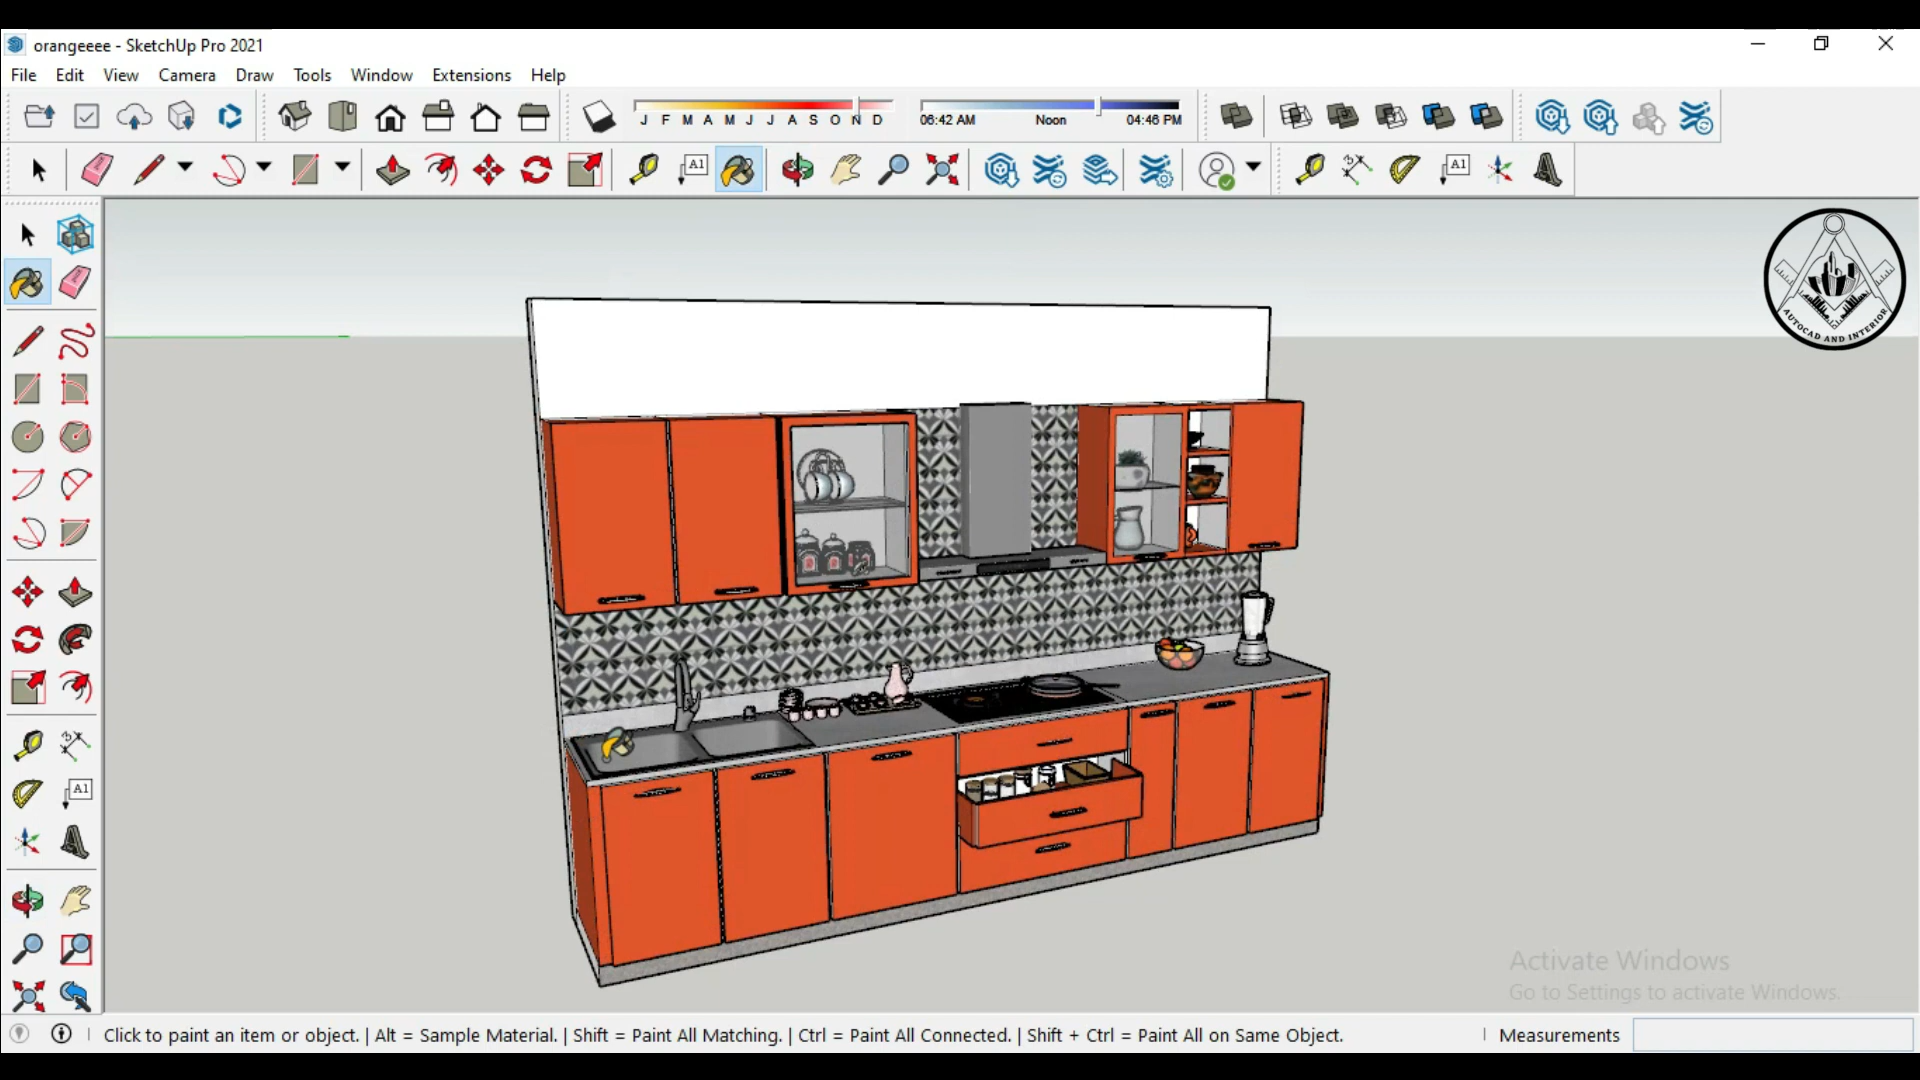 orangeeee - SketchUp Pro 2021
File Edit View Camera Draw Tools Window Extensions Help
J F M A M J J A S O N D
06:42 AM Noon 04:46 PM
A1
A1
AUTOCAD AND INTERIOR
A1
Activate Windows
Go to Settings to activate Windows.
Click to paint an item or object. | Alt = Sample Material. | Shift = Paint All Matching. | Ctrl = Paint All Connected. | Shift + Ctrl = Paint All on Same Object.
Measurements